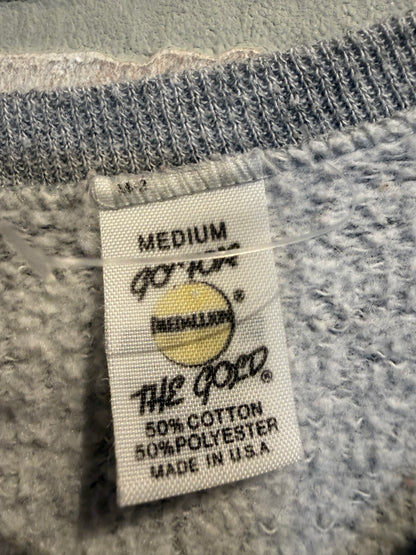 M-2
MEDIUM
GO FOR
MEDALLION®
THE GOLD®
50% COTTON
50% POLYESTER
MADE IN U.S.A